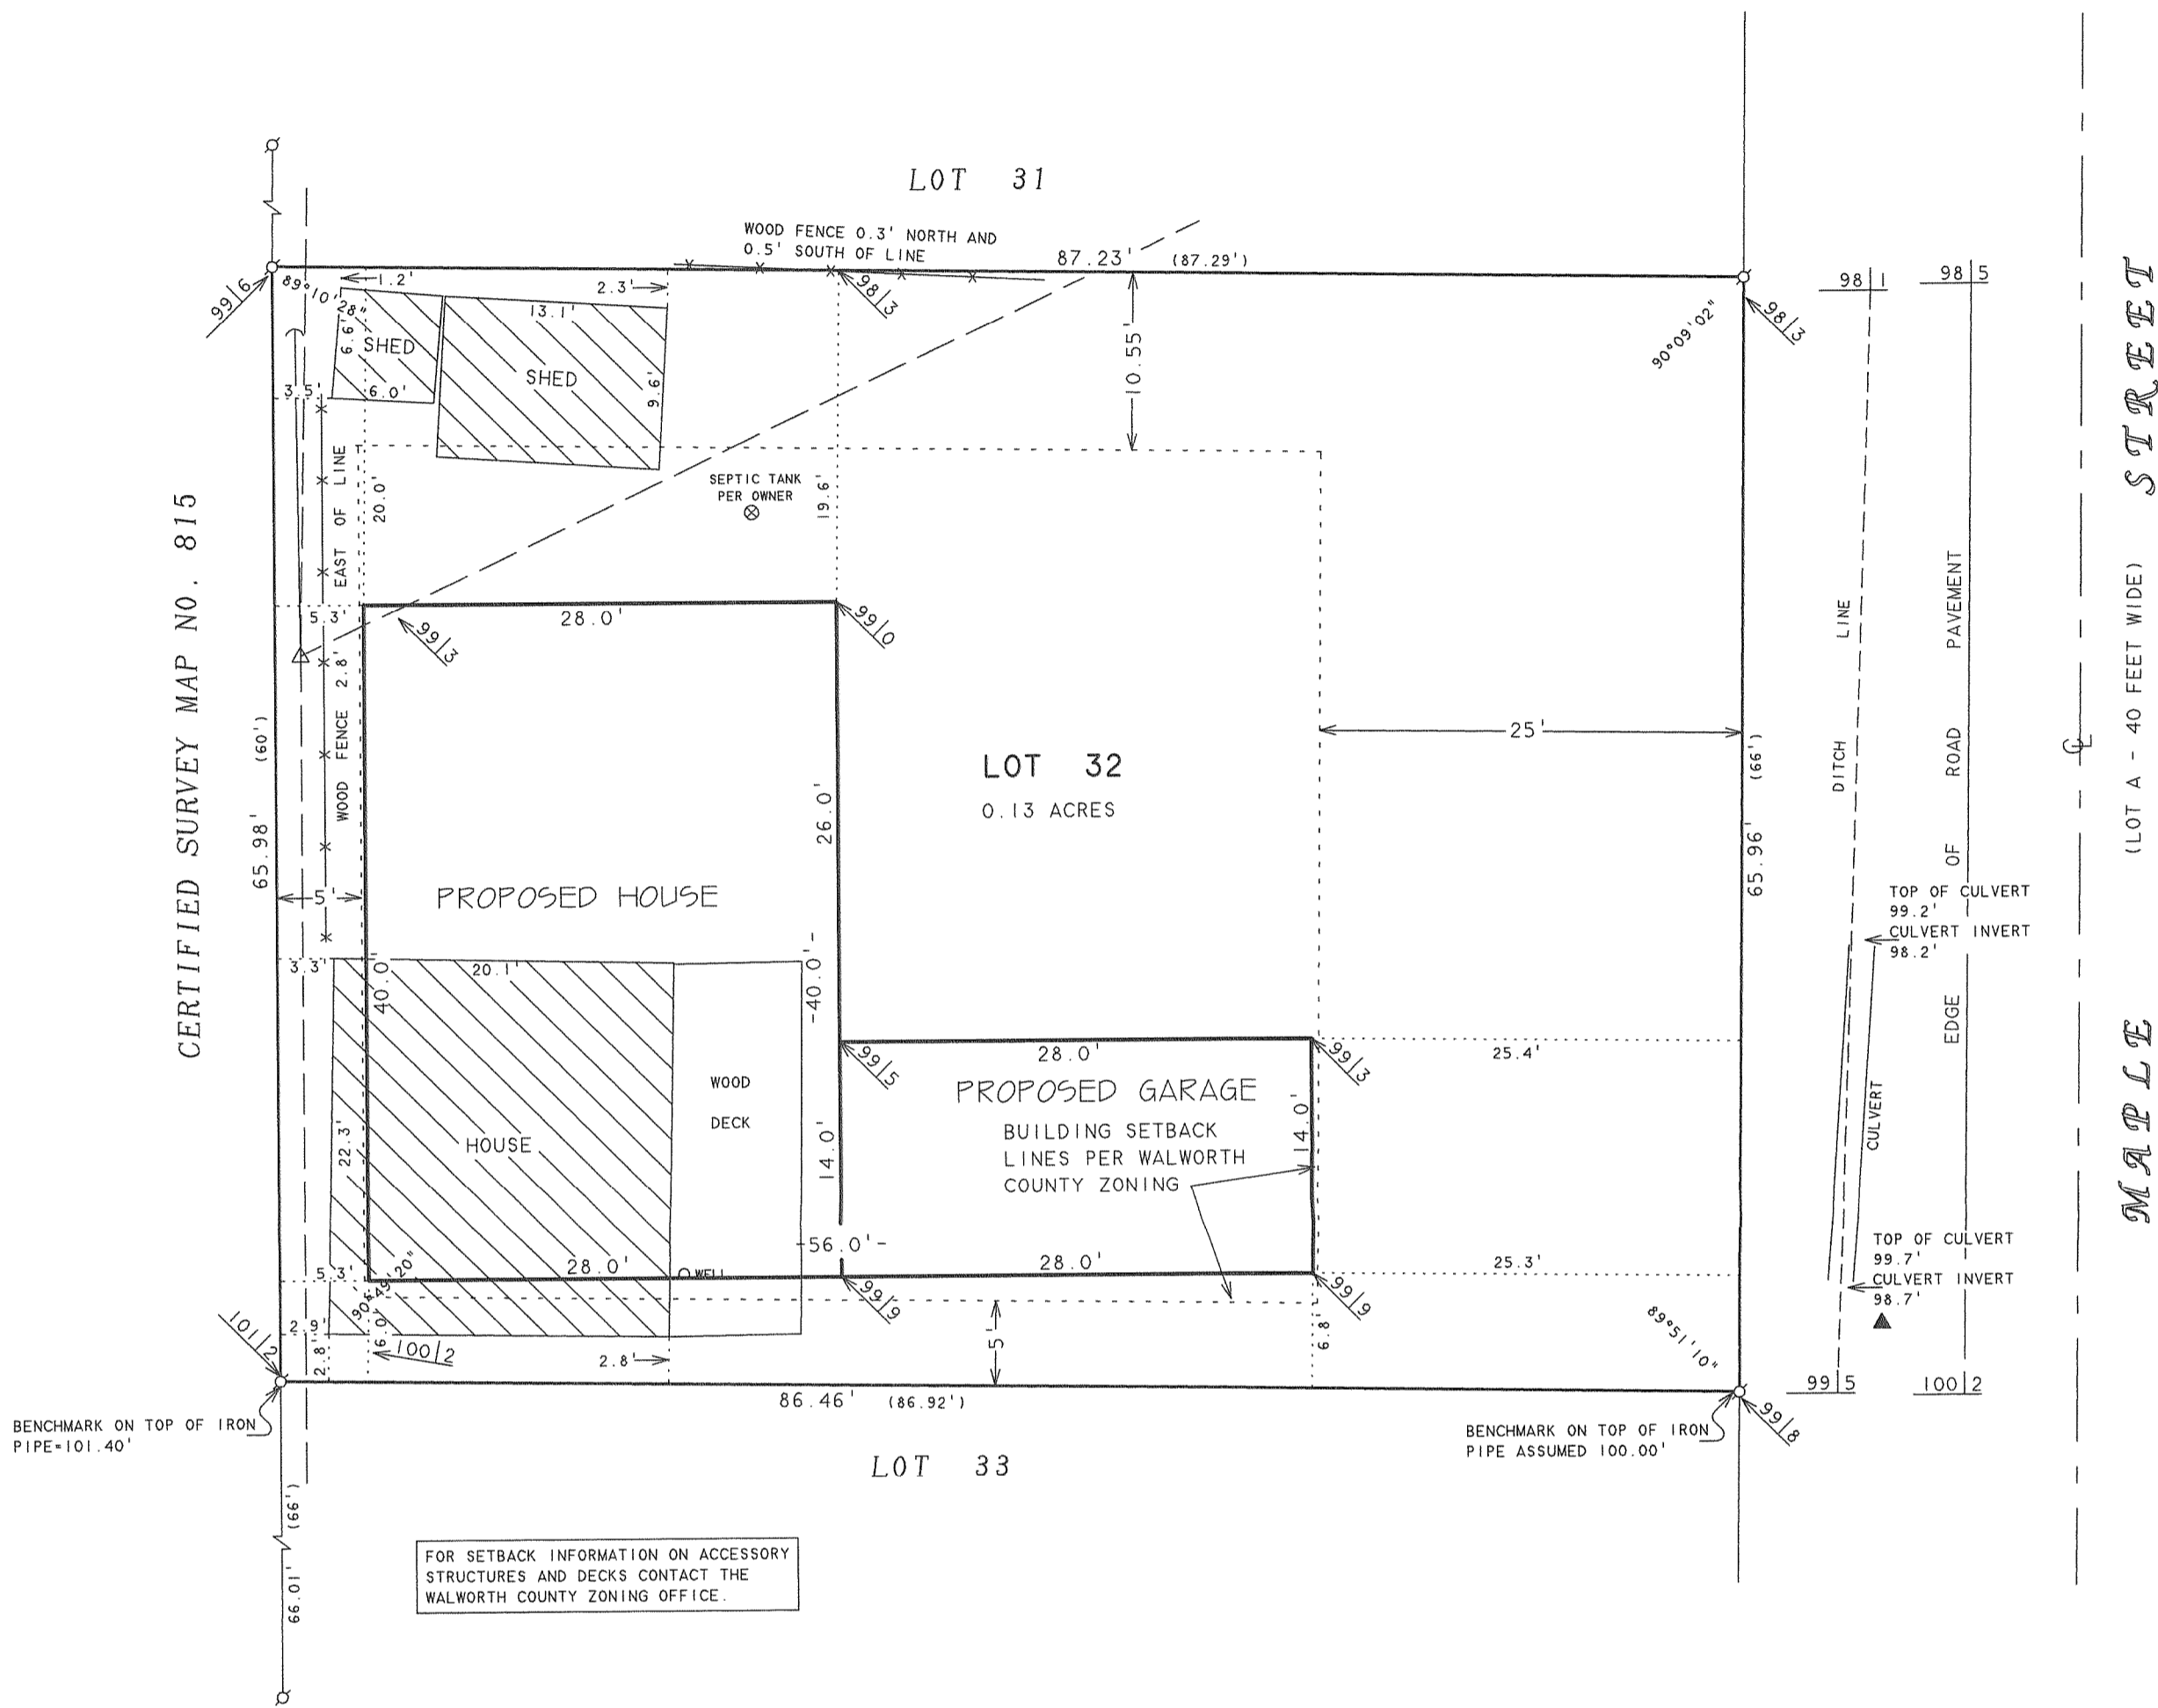 LOT 31
WOOD FENCE 0.3' NORTH AND
0.5' SOUTH OF LINE
87.23' (87.29')
99|6
89°10'28"
1.2'
2.3'
98|3
98|3
90°09'02"
98|1
98|5
13.1'
6.6'
SHED
SHED
9.6'
6.0'
3.5'
10.55'
SEPTIC TANK
PER OWNER
20.0'
19.6'
WOOD FENCE 2.8' EAST OF LINE
5.3'
28.0'
99|3
99|0
CERTIFIED SURVEY MAP NO. 815
65.98' (60')
5'
25'
LOT 32
0.13 ACRES
26.0'
65.96' (66')
DITCH LINE
EDGE OF ROAD PAVEMENT
℄
(LOT A - 40 FEET WIDE)
MAPLE STREET
PROPOSED HOUSE
TOP OF CULVERT
99.2'
CULVERT INVERT
98.2'
3.3'
20.1'
40.0'
-40.0'-
28.0'
99|5
99|3
25.4'
WOOD
DECK
PROPOSED GARAGE
BUILDING SETBACK
LINES PER WALWORTH
COUNTY ZONING
14.0'
14.0'
CULVERT
HOUSE
22.3'
-56.0'-
5.3'
28.0'
WELL
28.0'
25.3'
TOP OF CULVERT
99.7'
CULVERT INVERT
98.7'
90°49'20"
99|9
99|9
2.9'
6.0'
2.8'
100|2
2.8'
5'
6.8'
89°51'10"
101|2
86.46' (86.92')
99|5
100|2
99|8
BENCHMARK ON TOP OF IRON
PIPE=101.40'
BENCHMARK ON TOP OF IRON
PIPE ASSUMED 100.00'
LOT 33
66.01' (66')
FOR SETBACK INFORMATION ON ACCESSORY
STRUCTURES AND DECKS CONTACT THE
WALWORTH COUNTY ZONING OFFICE.